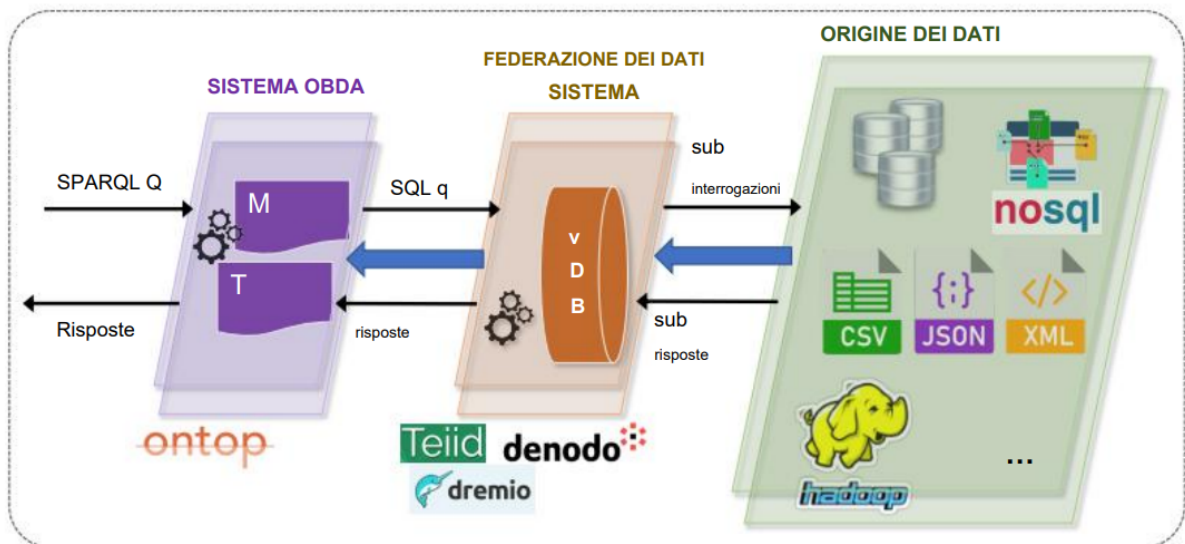 ORIGINE DEI DATI
FEDERAZIONE DEI DATI
SISTEMA
SISTEMA OBDA
SPARQL Q
M
T
SQL q
sub
interrogazioni
v
D
B
nosql
CSV
JSON
XML
Risposte
risposte
sub
risposte
ontop
Teiid
denodo
dremio
hadoop
...